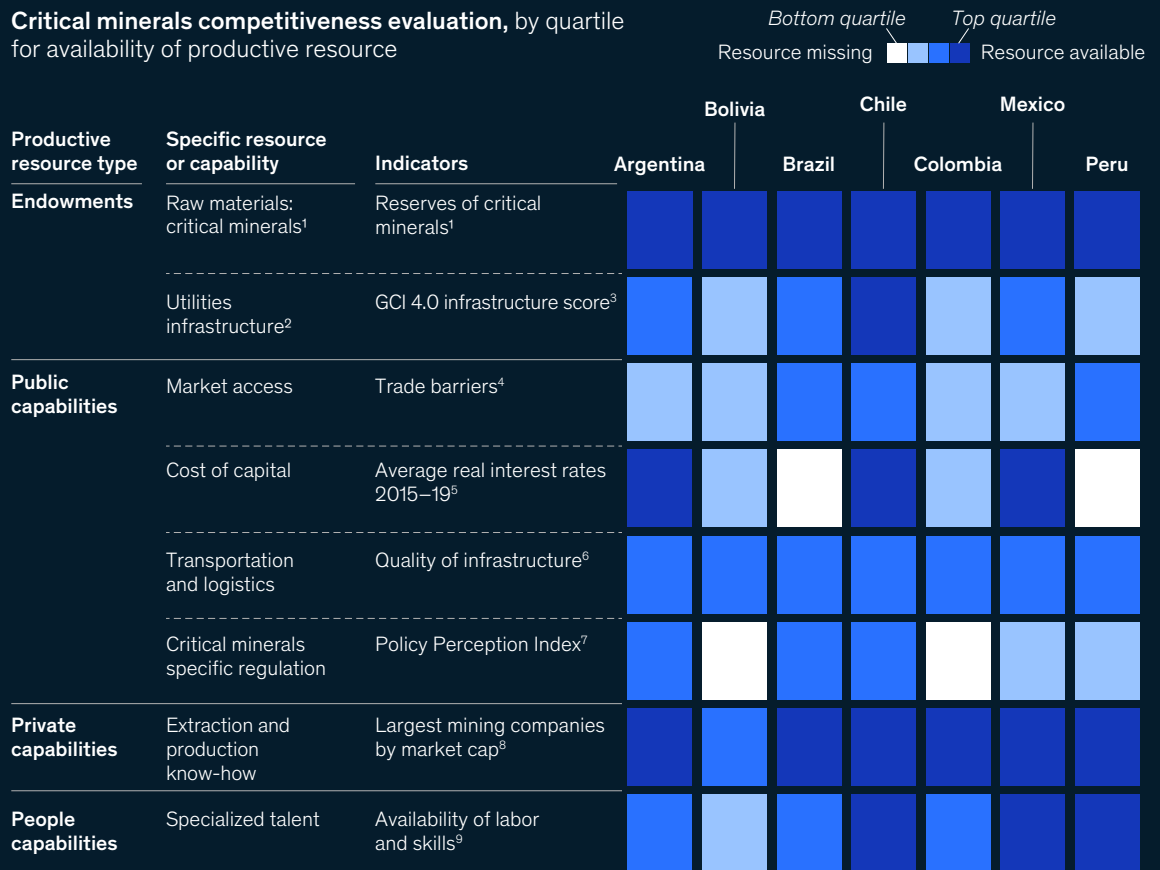 Critical minerals competitiveness evaluation, by quartile
for availability of productive resource
Bottom quartile
Top quartile
Resource missing
Resource available
Productive
resource type
Specific resource
or capability
Indicators
Argentina
Bolivia
Brazil
Chile
Colombia
Mexico
Peru
Endowments
Raw materials:
critical minerals¹
Reserves of critical
minerals¹
Utilities
infrastructure²
GCI 4.0 infrastructure score³
Public
capabilities
Market access
Trade barriers⁴
Cost of capital
Average real interest rates
2015–19⁵
Transportation
and logistics
Quality of infrastructure⁶
Critical minerals
specific regulation
Policy Perception Index⁷
Private
capabilities
Extraction and
production
know-how
Largest mining companies
by market cap⁸
People
capabilities
Specialized talent
Availability of labor
and skills⁹